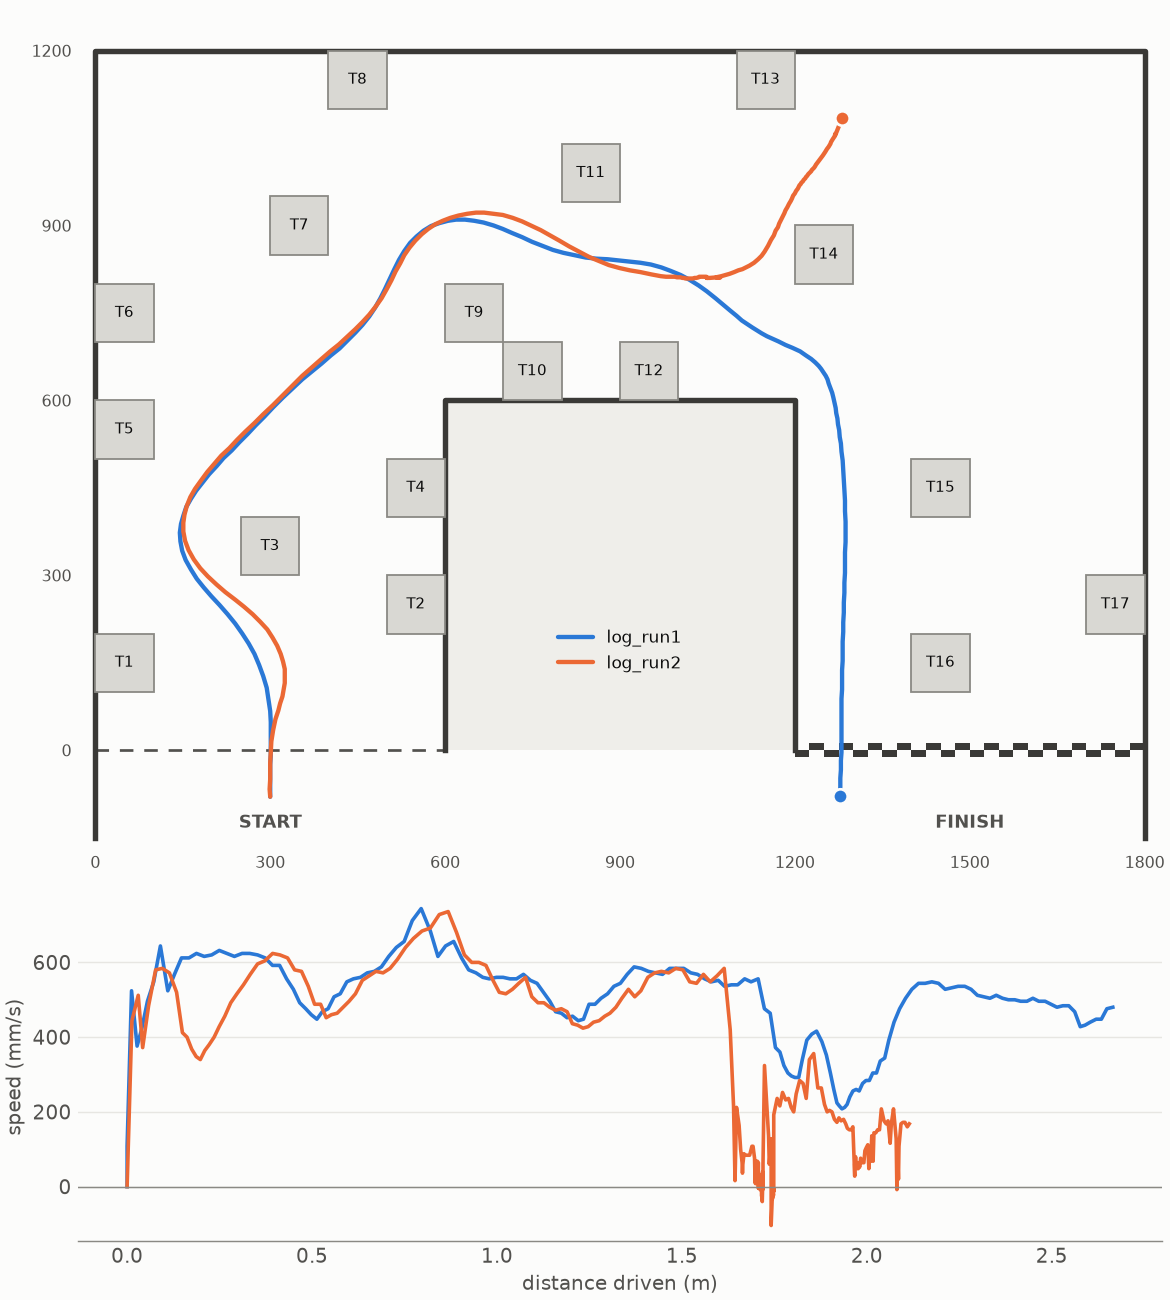 1200
T8
T13
T11
900
T7
T14
T6
T9
T10
T12
600
T5
T4
T15
T3
300
T2
T17
log_run1
T1
log_run2
T16
0
START
FINISH
0
300
600
900
1200
1500
1800
600
400
200
0
speed (mm/s)
0.0
0.5
1.0
1.5
2.0
2.5
distance driven (m)